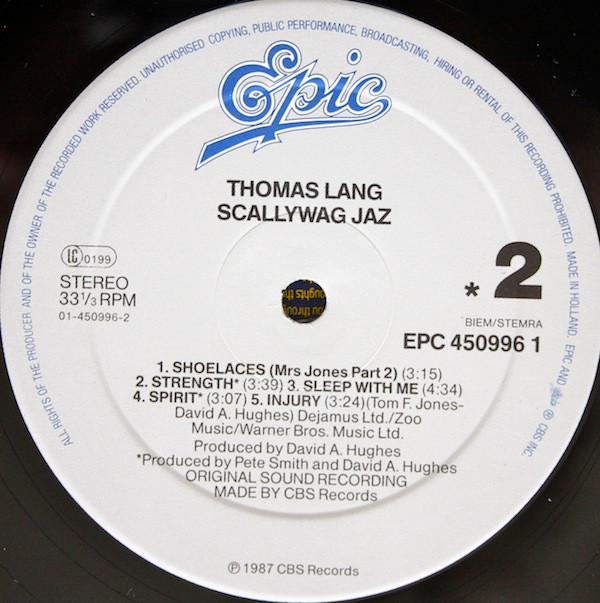 ALL RIGHTS OF THE PRODUCER AND OF THE OWNER OF THE RECORDED WORK RESERVED. UNAUTHORISED COPYING, PUBLIC PERFORMANCE, BROADCASTING, HIRING OR RENTAL OF THIS RECORDING PROHIBITED. MADE IN HOLLAND. EPIC AND
℗ CBS INC.
Epic
THOMAS LANG
SCALLYWAG JAZ
LC 0199
STEREO
33 1/3 RPM
01-450996-2
* 2
BIEM/STEMRA
EPC 450996 1
1. SHOELACES (Mrs Jones Part 2) (3:15)
2. STRENGTH* (3:39) 3. SLEEP WITH ME (4:34)
4. SPIRIT* (3:07) 5. INJURY (3:24)(Tom F. Jones-
David A. Hughes) Dejamus Ltd./Zoo
Music/Warner Bros. Music Ltd.
Produced by David A. Hughes
*Produced by Pete Smith and David A. Hughes
ORIGINAL SOUND RECORDING
MADE BY CBS Records
℗ 1987 CBS Records